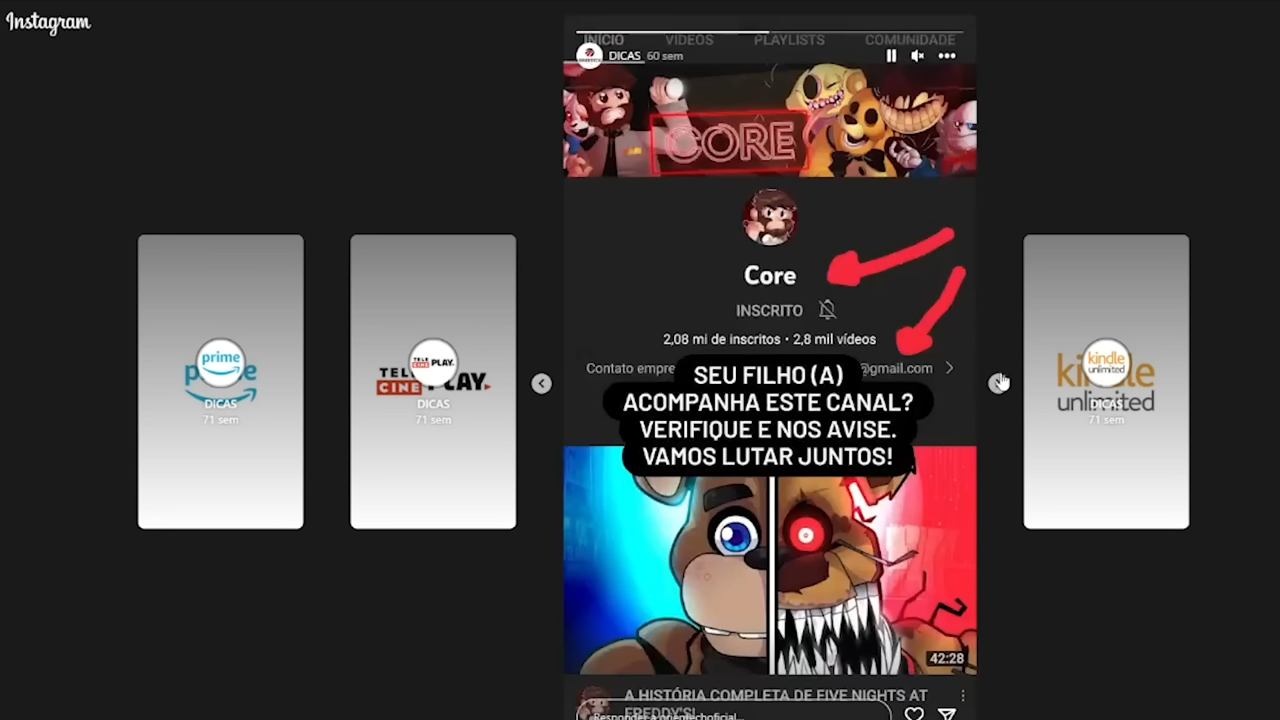 Instagram
INÍCIO VÍDEOS PLAYLISTS COMUNIDADE
DICAS 60 sem
CORE
Core
INSCRITO
2,08 mi de inscritos • 2,8 mil vídeos
Contato empre @gmail.com
SEU FILHO (A)
ACOMPANHA ESTE CANAL?
VERIFIQUE E NOS AVISE.
VAMOS LUTAR JUNTOS!
prime
DICAS
71 sem
TELE
CINE PLAY.
DICAS
71 sem
kindle
unlimited
DICAS
71 sem
42:28
A HISTÓRIA COMPLETA DE FIVE NIGHTS AT
FREDDY'S!
Responder a